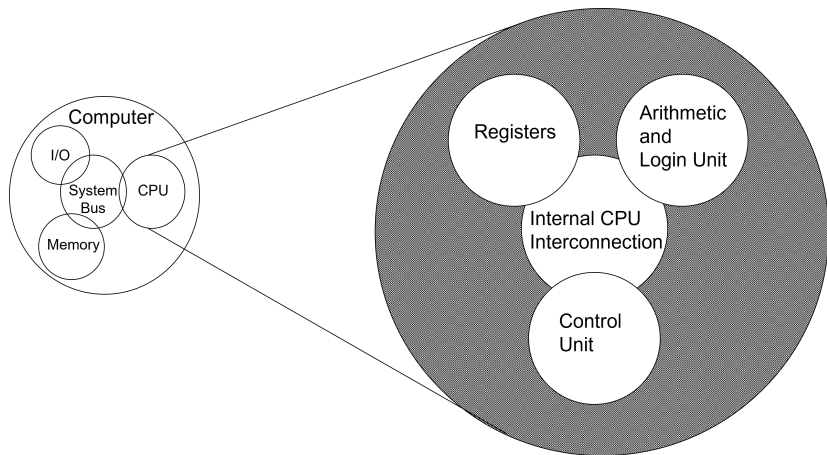 Computer
I/O
System
Bus
CPU
Memory
Registers
Arithmetic
and
Login Unit
Internal CPU
Interconnection
Control
Unit